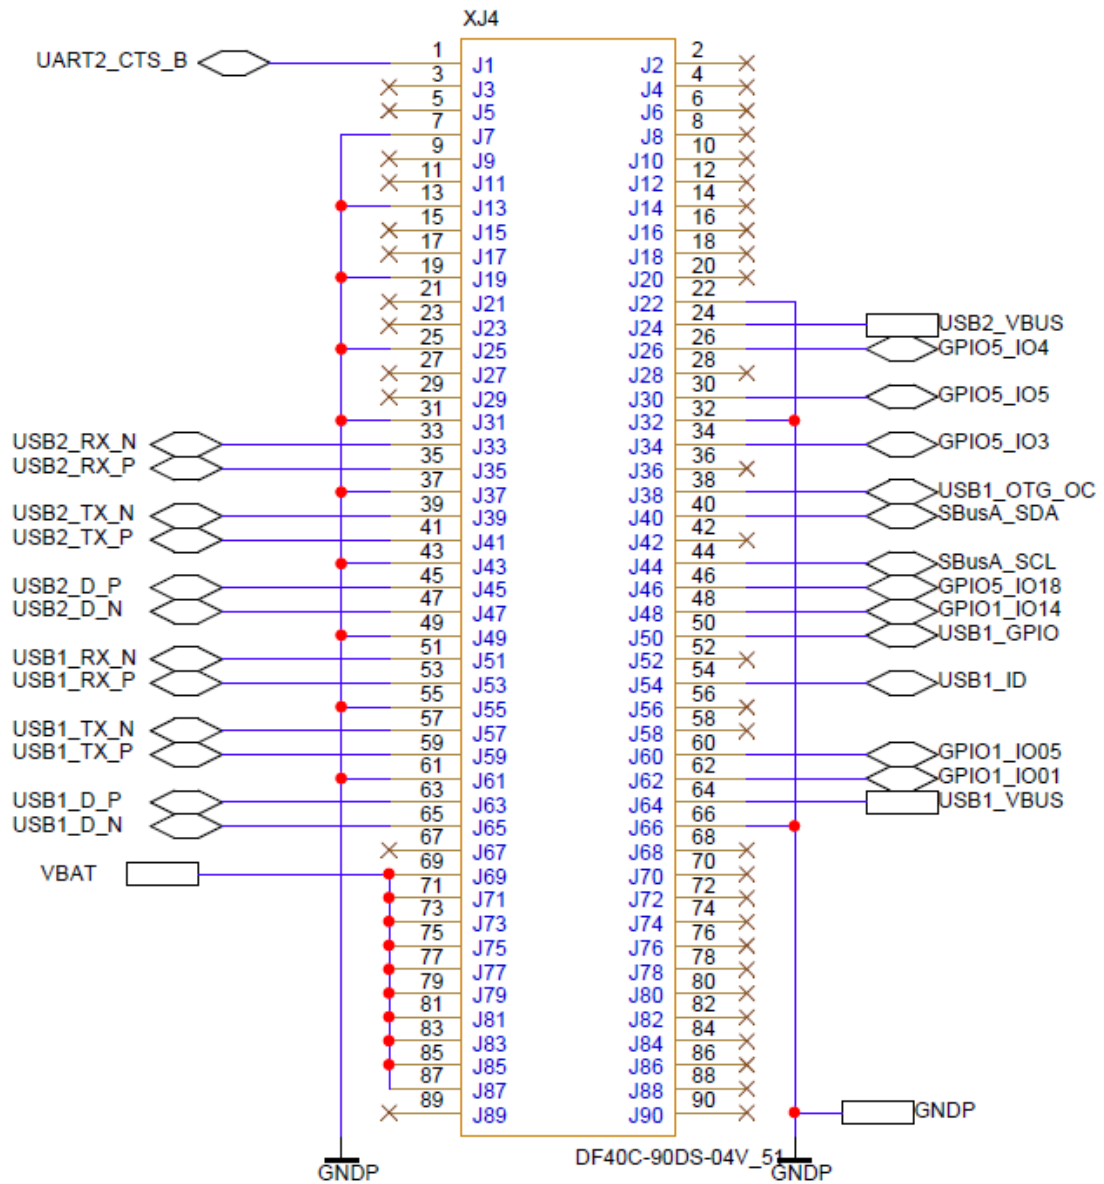 XJ4
UART2_CTS_B 1 J1 J2 2
3 J3 J4 4
5 J5 J6 6
7 J7 J8 8
9 J9 J10 10
11 J11 J12 12
13 J13 J14 14
15 J15 J16 16
17 J17 J18 18
19 J19 J20 20
21 J21 J22 22
23 J23 J24 24 USB2_VBUS
25 J25 J26 26 GPIO5_IO4
27 J27 J28 28
29 J29 J30 30 GPIO5_IO5
31 J31 J32 32
USB2_RX_N 33 J33 J34 34 GPIO5_IO3
USB2_RX_P 35 J35 J36 36
37 J37 J38 38 USB1_OTG_OC
USB2_TX_N 39 J39 J40 40 SBusA_SDA
USB2_TX_P 41 J41 J42 42
43 J43 J44 44 SBusA_SCL
USB2_D_P 45 J45 J46 46 GPIO5_IO18
USB2_D_N 47 J47 J48 48 GPIO1_IO14
49 J49 J50 50 USB1_GPIO
USB1_RX_N 51 J51 J52 52
USB1_RX_P 53 J53 J54 54 USB1_ID
55 J55 J56 56
USB1_TX_N 57 J57 J58 58
USB1_TX_P 59 J59 J60 60 GPIO1_IO05
61 J61 J62 62 GPIO1_IO01
USB1_D_P 63 J63 J64 64 USB1_VBUS
USB1_D_N 65 J65 J66 66
67 J67 J68 68
VBAT 69 J69 J70 70
71 J71 J72 72
73 J73 J74 74
75 J75 J76 76
77 J77 J78 78
79 J79 J80 80
81 J81 J82 82
83 J83 J84 84
85 J85 J86 86
87 J87 J88 88
89 J89 J90 90 GNDP
DF40C-90DS-04V_51
GNDP GNDP